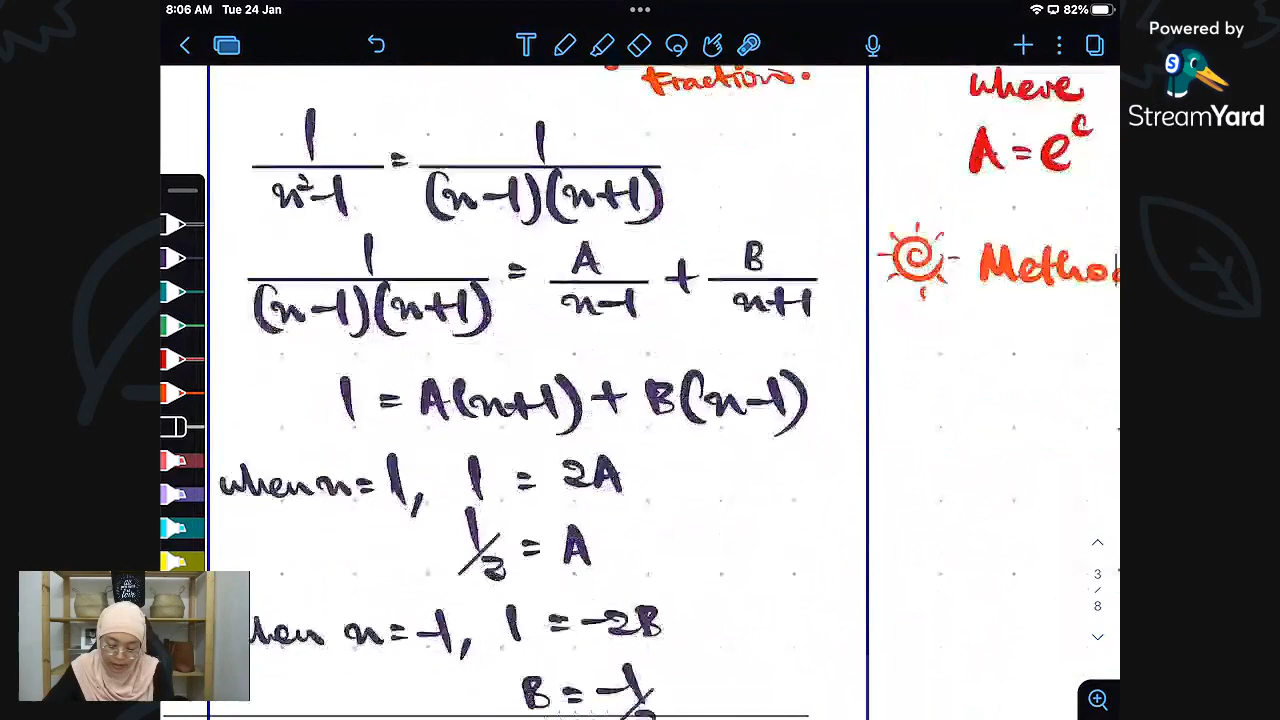 8:06 AM Tue 24 Jan
82%
Powered by
StreamYard
Fraction.
1/x²-1 = 1/(x-1)(x+1)
1/(x-1)(x+1) = A/x-1 + B/x+1
1 = A(x+1) + B(x-1)
when x = 1, 1 = 2A
1/2 = A
when x = -1, 1 = -2B
B = -1/2
where
A = e^c
Metho
3
/
8